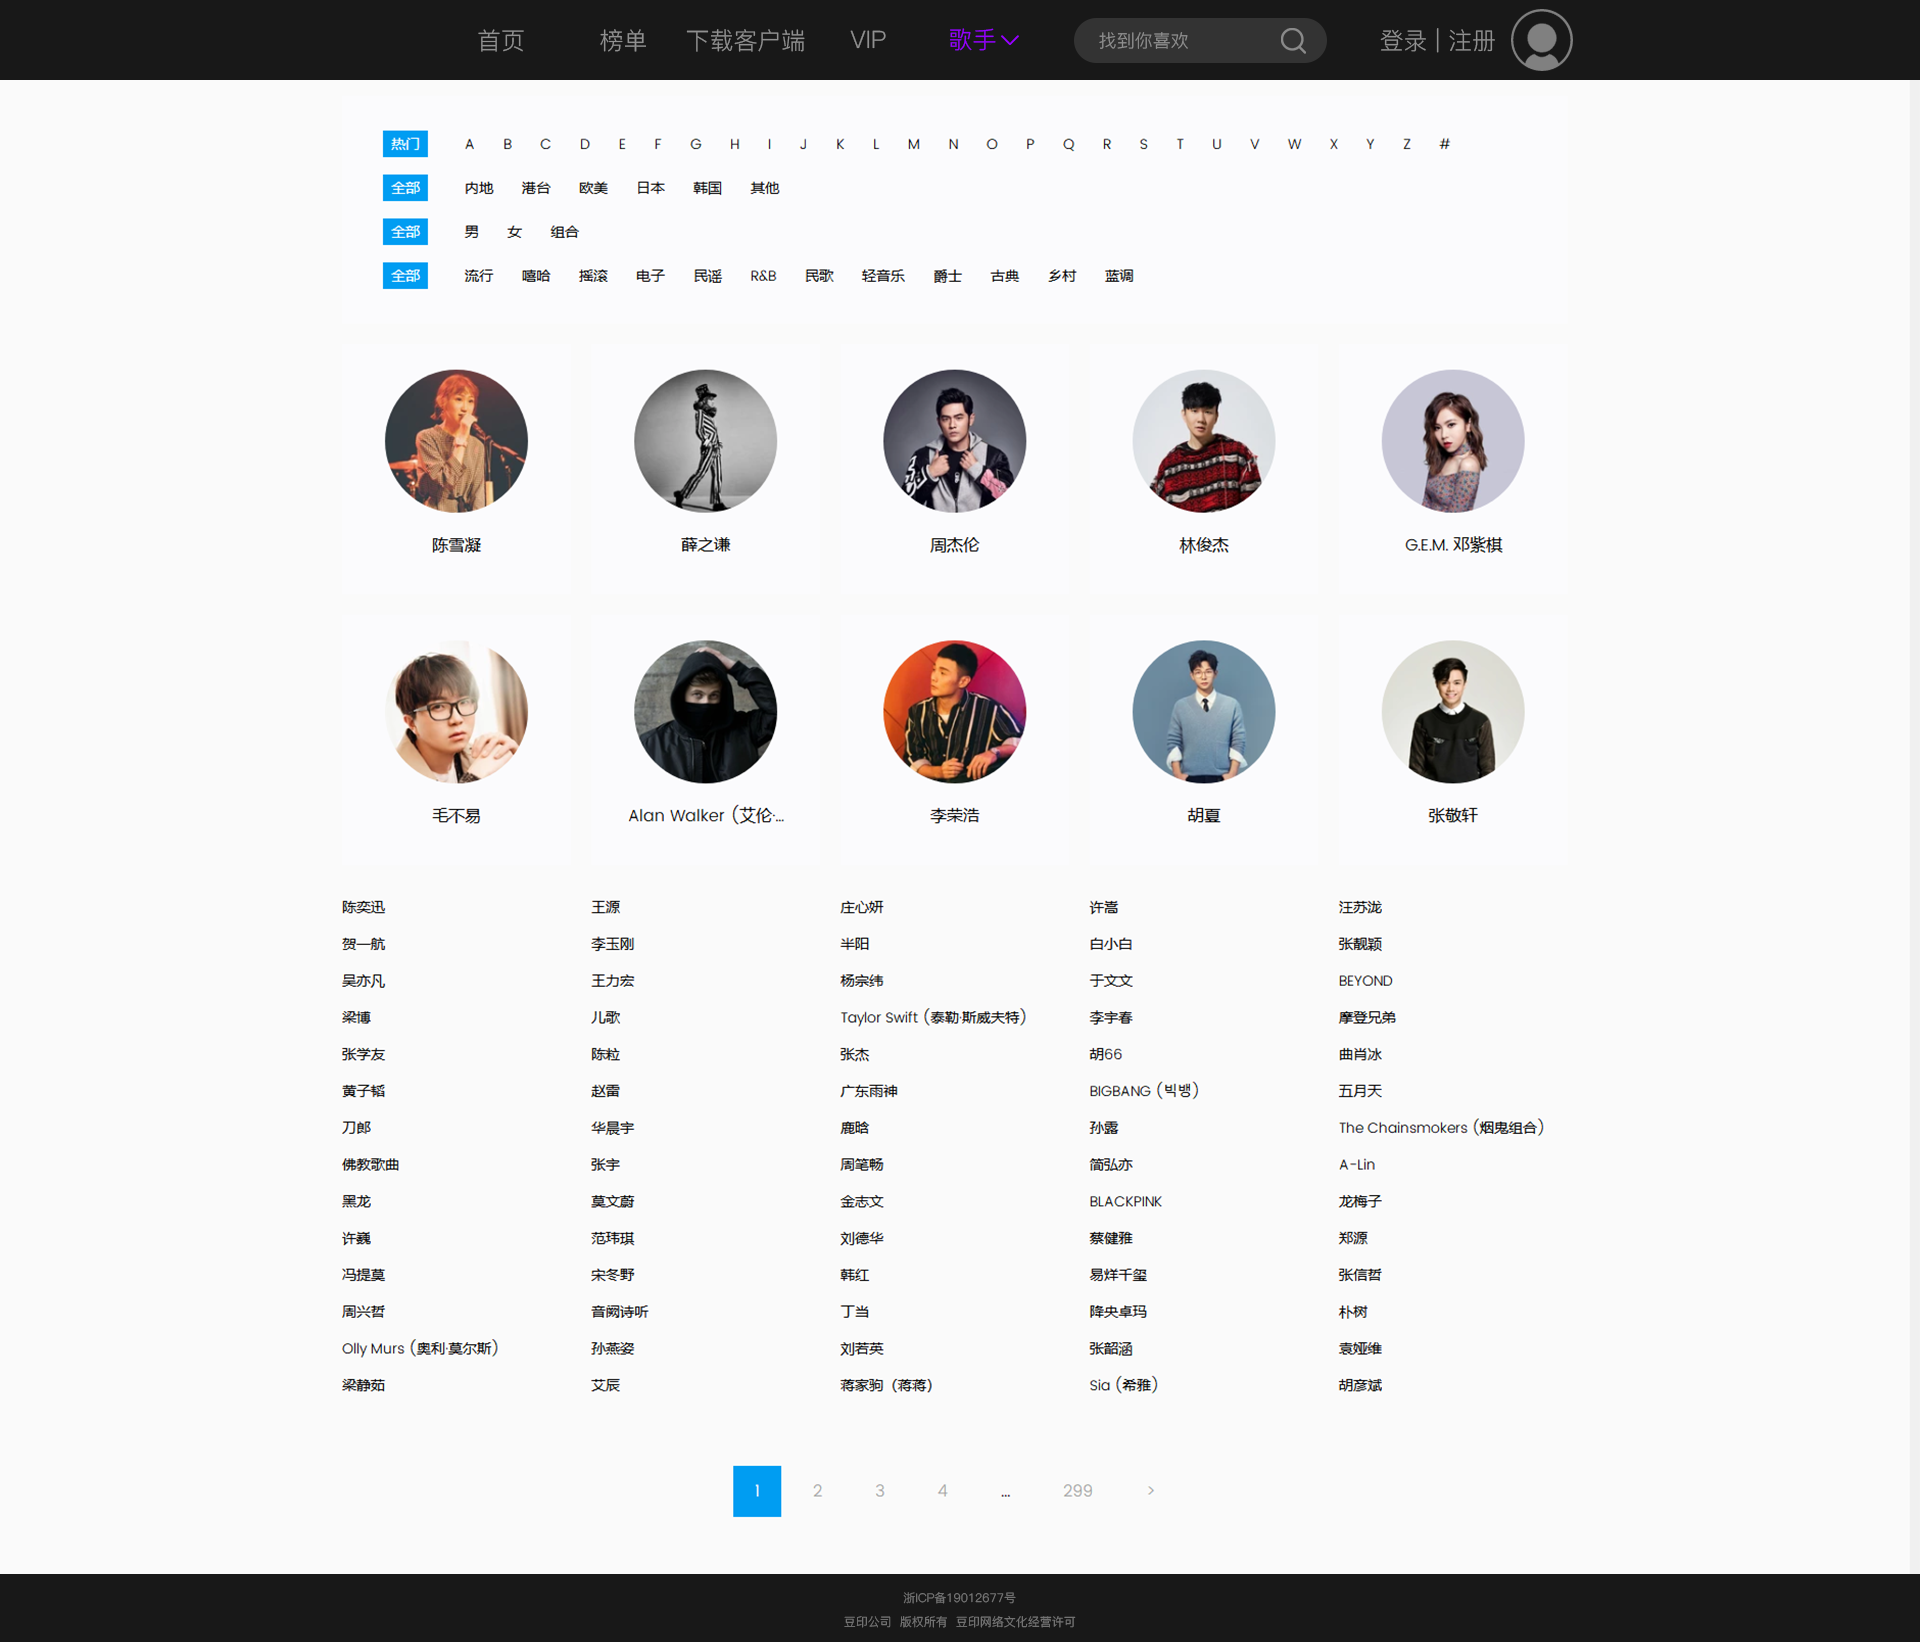 首页 榜单 下载客户端 VIP 歌手 找到你喜欢 登录 | 注册
热门 A B C D E F G H I J K L M N O P Q R S T U V W X Y Z #
全部 内地 港台 欧美 日本 韩国 其他
全部 男 女 组合
全部 流行 嘻哈 摇滚 电子 民谣 R&B 民歌 轻音乐 爵士 古典 乡村 蓝调
陈雪凝 薛之谦 周杰伦 林俊杰 G.E.M. 邓紫棋
毛不易 Alan Walker (艾伦·... 李荣浩 胡夏 张敬轩
陈奕迅 王源 庄心妍 许嵩 汪苏泷
贺一航 李玉刚 半阳 白小白 张靓颖
吴亦凡 王力宏 杨宗纬 于文文 BEYOND
梁博 儿歌 Taylor Swift (泰勒·斯威夫特) 李宇春 摩登兄弟
张学友 陈粒 张杰 胡66 曲肖冰
黄子韬 赵雷 广东雨神 BIGBANG (빅뱅) 五月天
刀郎 华晨宇 鹿晗 孙露 The Chainsmokers (烟鬼组合)
佛教歌曲 张宇 周笔畅 简弘亦 A-Lin
黑龙 莫文蔚 金志文 BLACKPINK 龙梅子
许巍 范玮琪 刘德华 蔡健雅 郑源
冯提莫 宋冬野 韩红 易烊千玺 张信哲
周兴哲 音阙诗听 丁当 降央卓玛 朴树
Olly Murs (奥利·莫尔斯) 孙燕姿 刘若英 张韶涵 袁娅维
梁静茹 艾辰 蒋家驹 (蒋蒋) Sia (希雅) 胡彦斌
1 2 3 4 ... 299 >
浙ICP备19012677号
豆印公司 版权所有 豆印网络文化经营许可